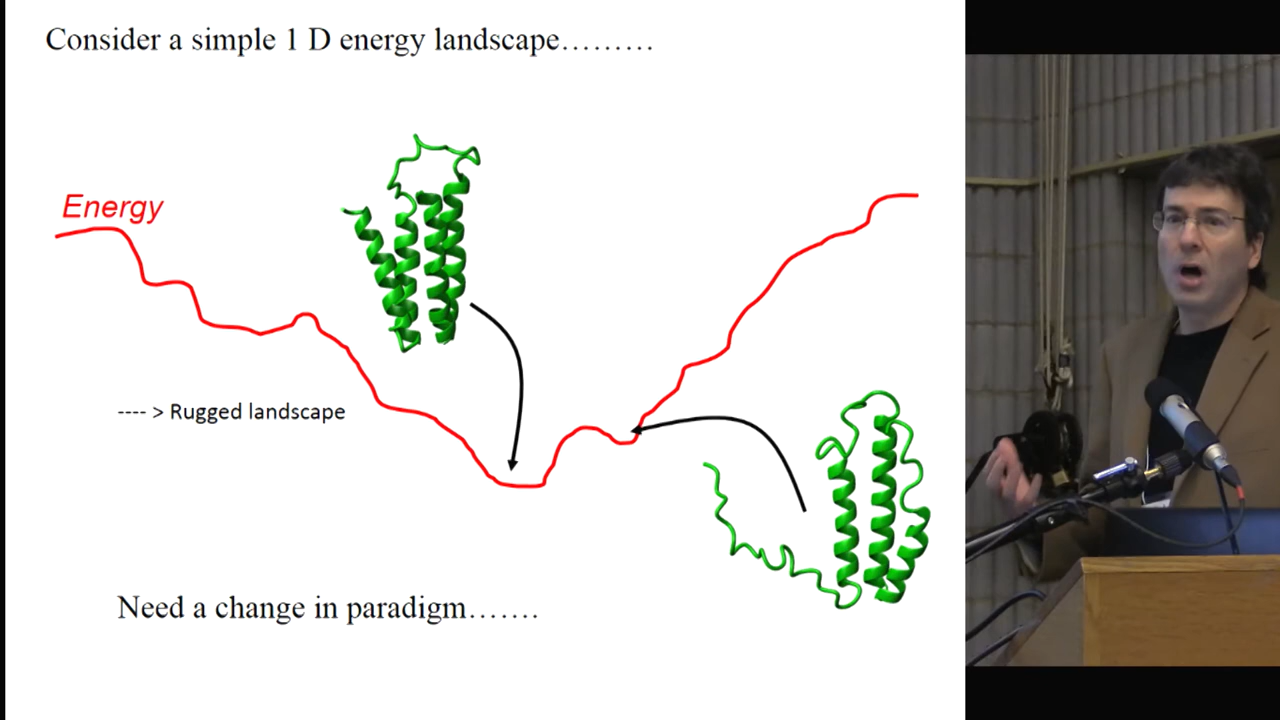 Consider a simple 1 D energy landscape.........
Energy
---- > Rugged landscape
Need a change in paradigm.......